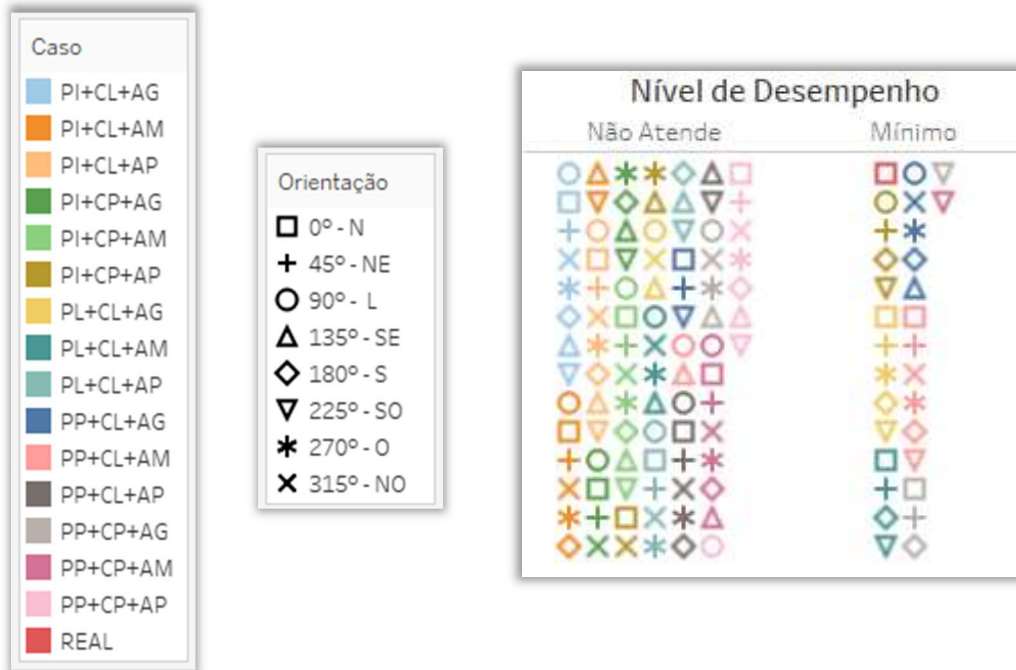 Caso
PI+CL+AG
PI+CL+AM
PI+CL+AP
PI+CP+AG
PI+CP+AM
PI+CP+AP
PL+CL+AG
PL+CL+AM
PL+CL+AP
PP+CL+AG
PP+CL+AM
PP+CL+AP
PP+CP+AG
PP+CP+AM
PP+CP+AP
REAL
Orientação
0º - N
45º - NE
90º - L
135º - SE
180º - S
225º - SO
270º - O
315º - NO
Nível de Desempenho
Não Atende Mínimo